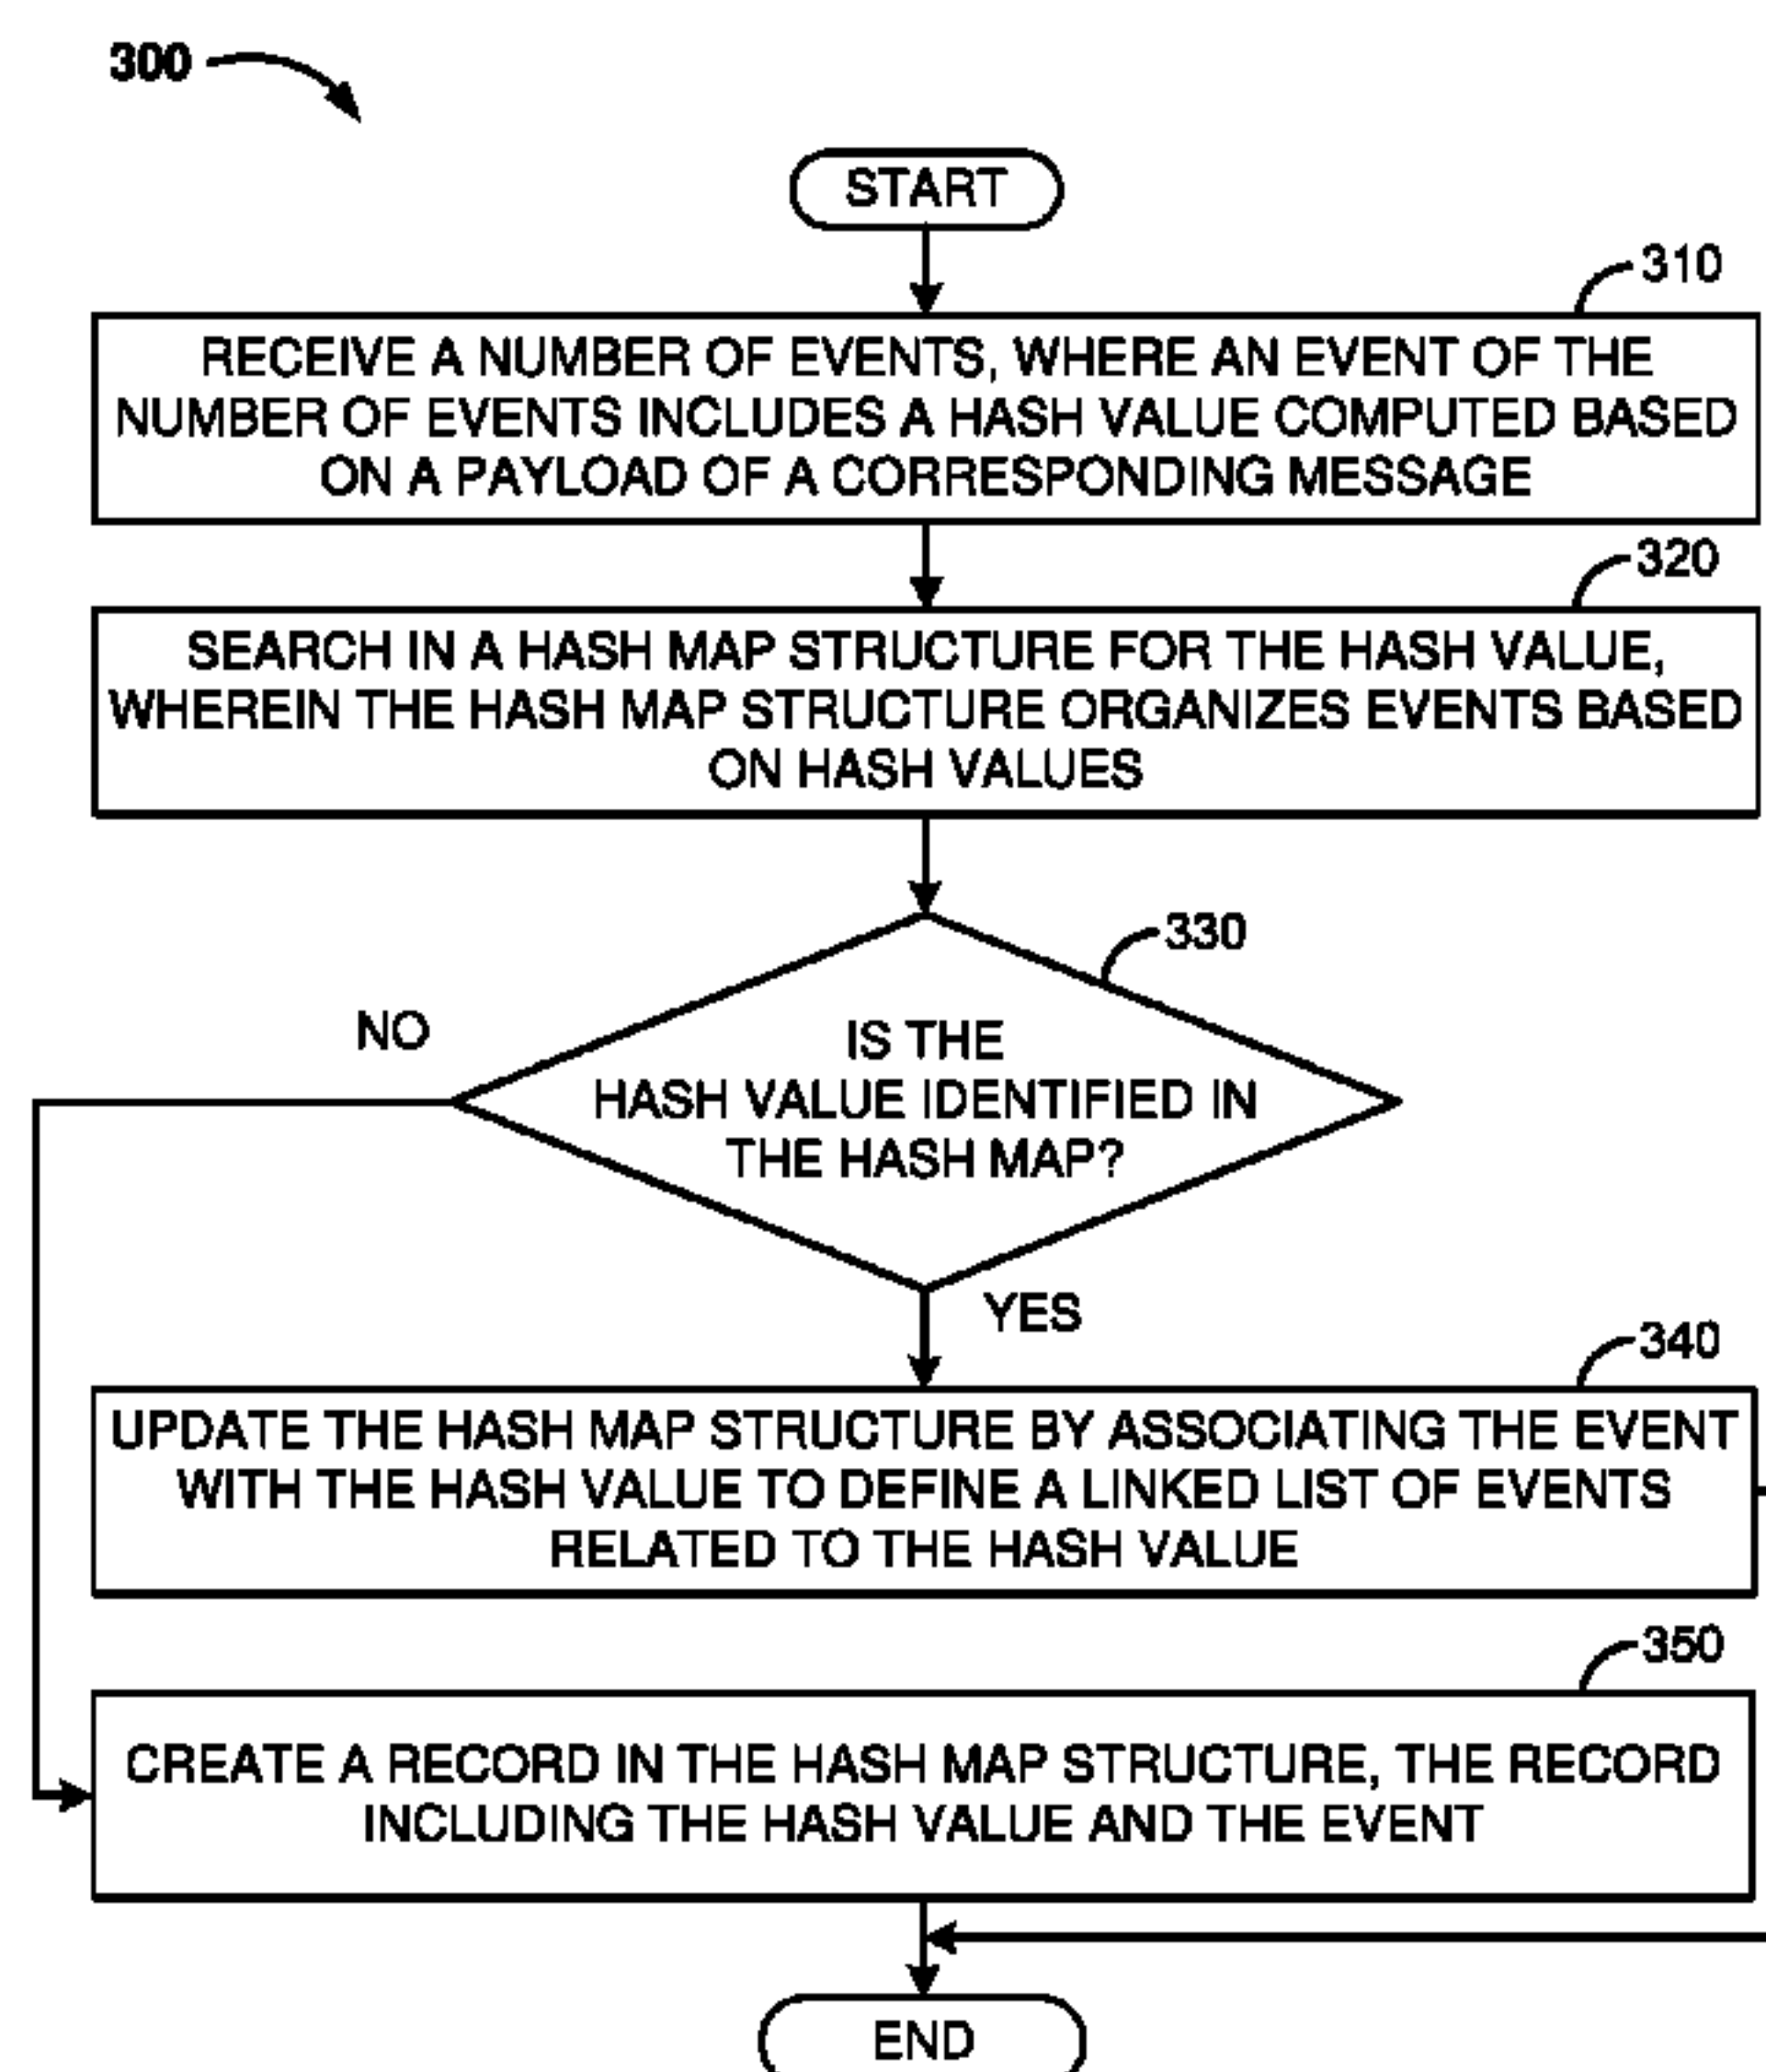 300
START
310
RECEIVE A NUMBER OF EVENTS, WHERE AN EVENT OF THE
NUMBER OF EVENTS INCLUDES A HASH VALUE COMPUTED BASED
ON A PAYLOAD OF A CORRESPONDING MESSAGE
320
SEARCH IN A HASH MAP STRUCTURE FOR THE HASH VALUE,
WHEREIN THE HASH MAP STRUCTURE ORGANIZES EVENTS BASED
ON HASH VALUES
330
NO
IS THE
HASH VALUE IDENTIFIED IN
THE HASH MAP?
YES
340
UPDATE THE HASH MAP STRUCTURE BY ASSOCIATING THE EVENT
WITH THE HASH VALUE TO DEFINE A LINKED LIST OF EVENTS
RELATED TO THE HASH VALUE
350
CREATE A RECORD IN THE HASH MAP STRUCTURE, THE RECORD
INCLUDING THE HASH VALUE AND THE EVENT
END